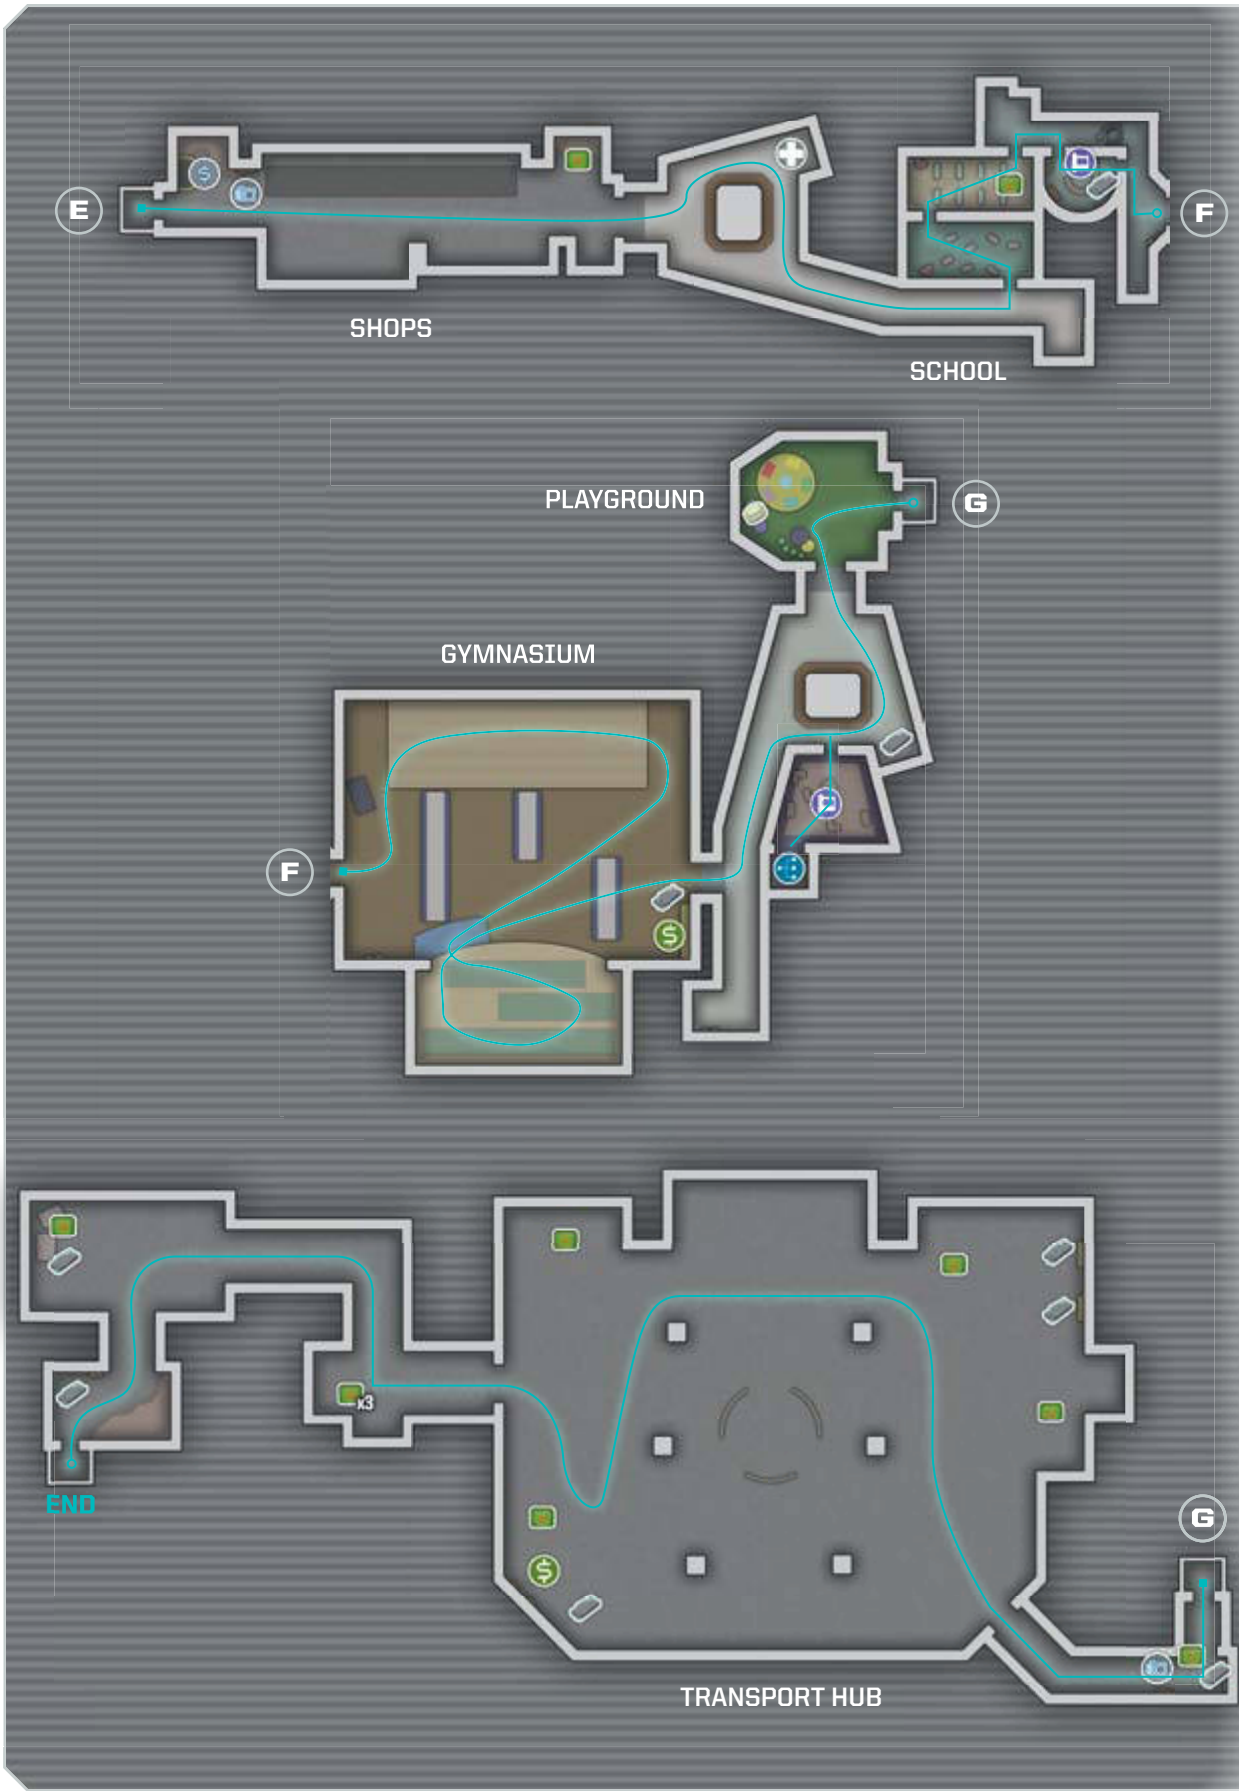 E
F
SHOPS
SCHOOL
PLAYGROUND
G
GYMNASIUM
F
$
x3
END
$
G
TRANSPORT HUB